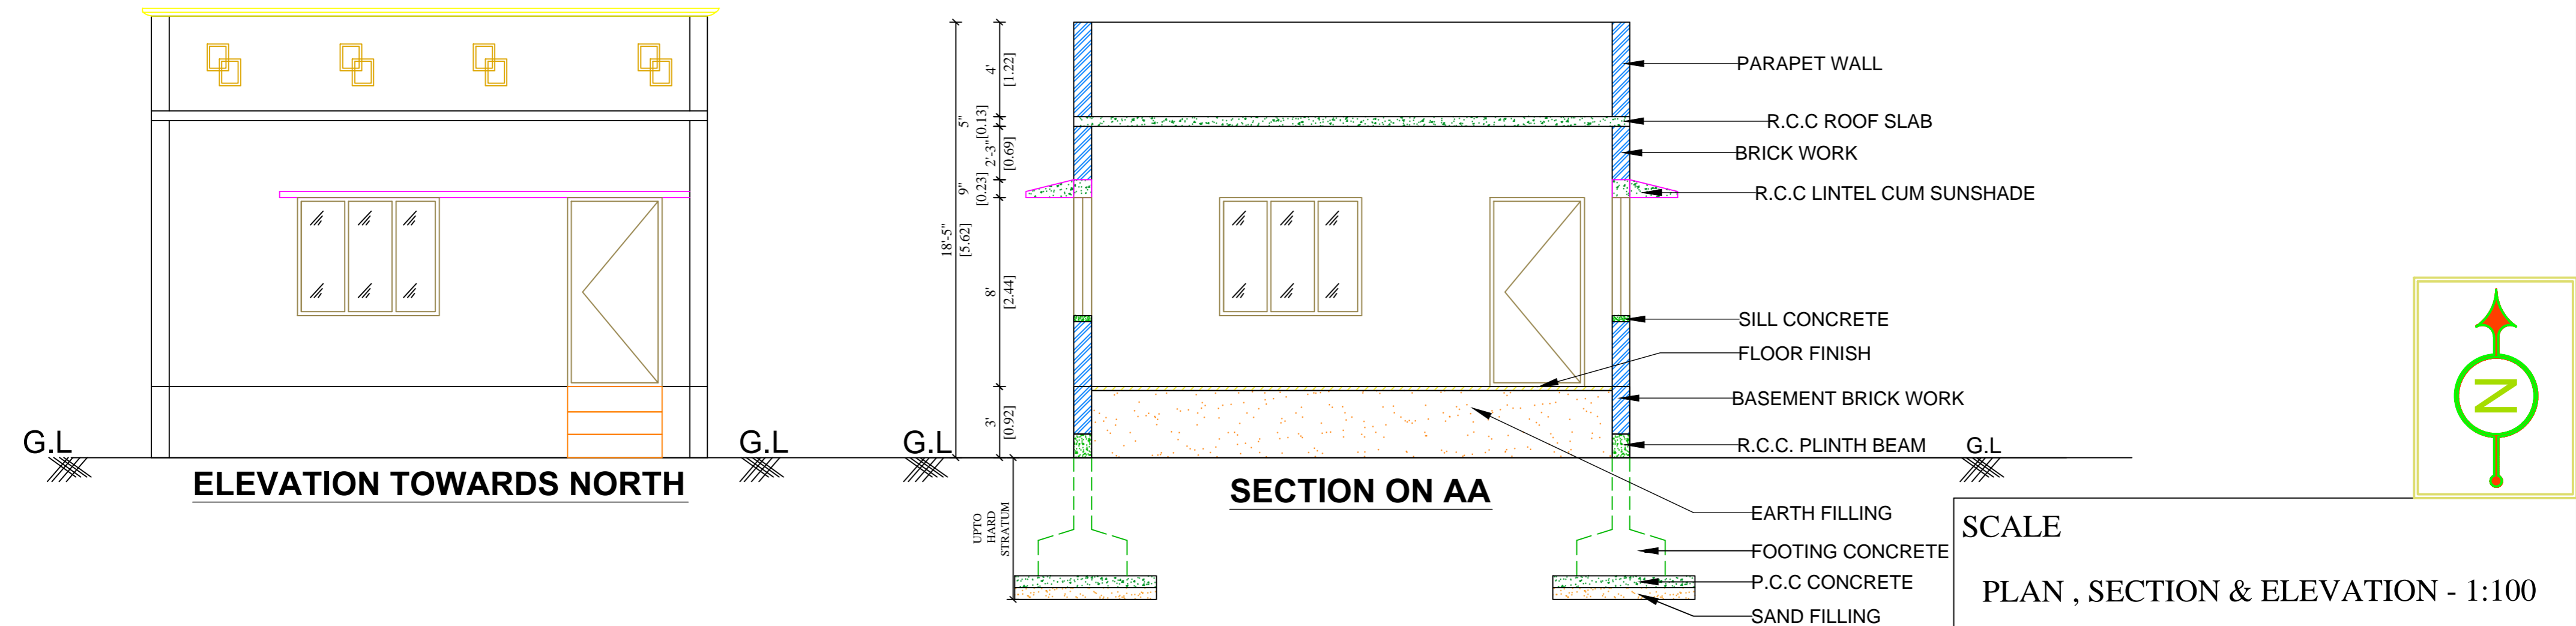 G.L
G.L
ELEVATION TOWARDS NORTH
18'-5"
[5.62]
4'
[1.22]
5"
[0.13]
2'-3"
[0.69]
9"
[0.23]
8'
[2.44]
3'
[0.92]
UPTO
HARD
STRATUM
G.L
G.L
SECTION ON AA
PARAPET WALL
R.C.C ROOF SLAB
BRICK WORK
R.C.C LINTEL CUM SUNSHADE
SILL CONCRETE
FLOOR FINISH
BASEMENT BRICK WORK
R.C.C. PLINTH BEAM
EARTH FILLING
FOOTING CONCRETE
P.C.C CONCRETE
SAND FILLING
N
SCALE
PLAN , SECTION & ELEVATION - 1:100